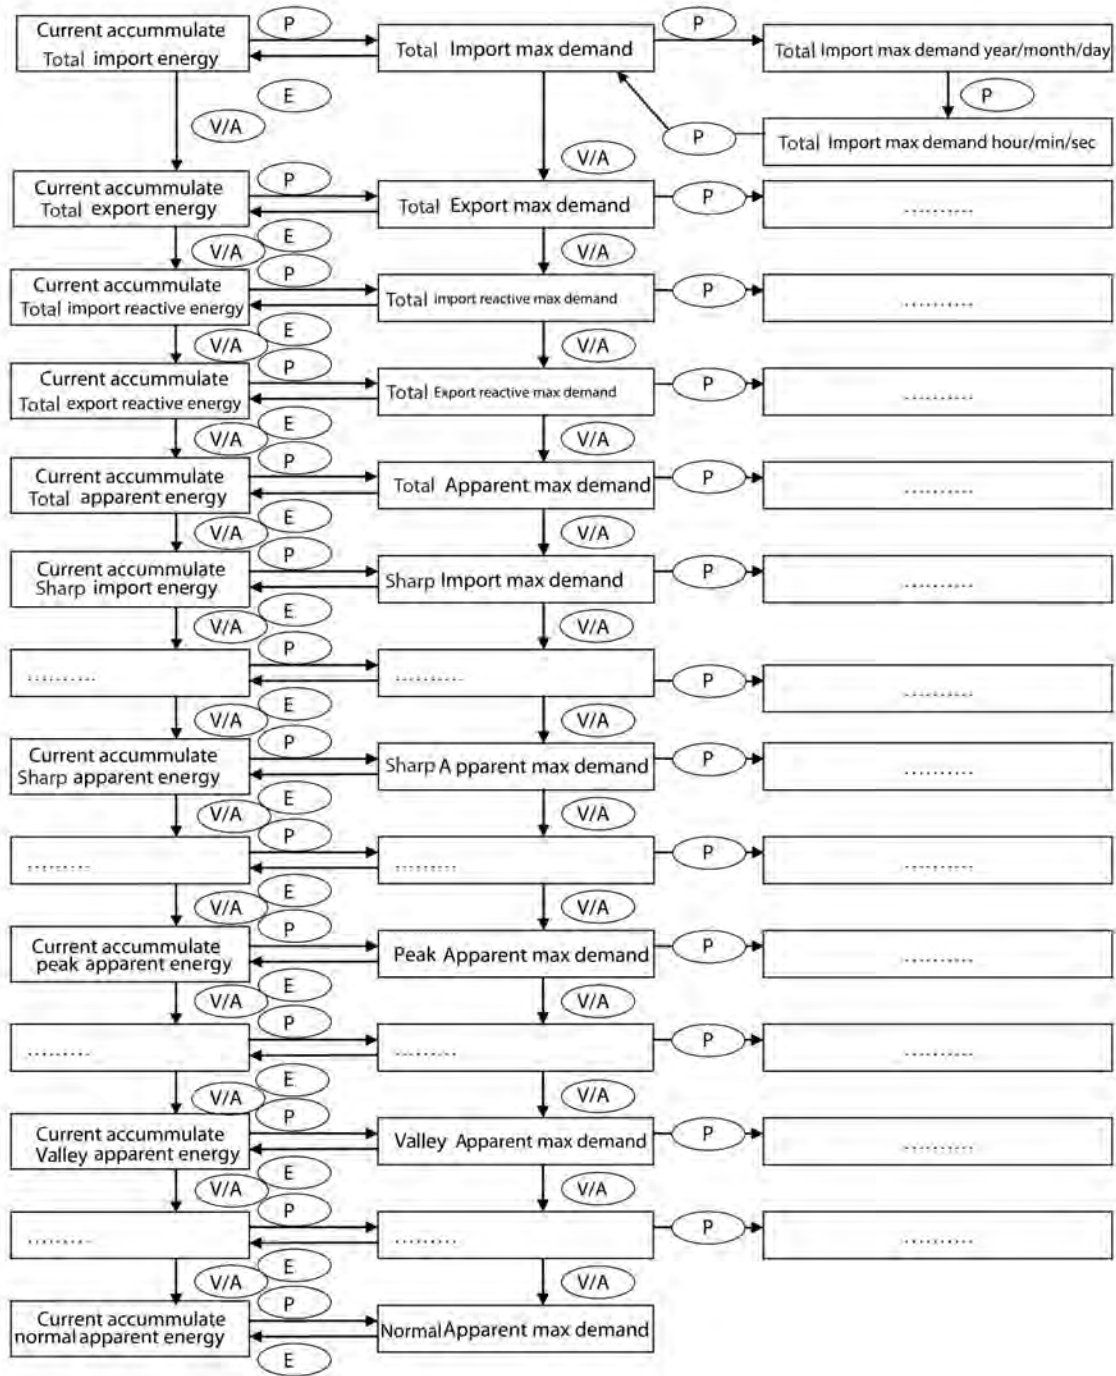 Current accummulate
Total import energy
P
Total Import max demand
P
Total Import max demand year/month/day
E
P
V/A
P
Total Import max demand hour/min/sec
V/A
Current accummulate
Total export energy
P
Total Export max demand
P
..........
V/A
E
V/A
P
Current accummulate
Total import reactive energy
Total import reactive max demand
P
..........
V/A
E
V/A
P
Current accummulate
Total export reactive energy
Total Export reactive max demand
P
..........
V/A
E
V/A
P
Current accummulate
Total apparent energy
Total Apparent max demand
P
..........
V/A
E
V/A
P
Current accummulate
Sharp import energy
Sharp Import max demand
P
..........
V/A
E
V/A
P
..........
..........
P
..........
V/A
E
V/A
P
Current accummulate
Sharp apparent energy
Sharp A pparent max demand
P
..........
V/A
E
V/A
P
.........
.........
P
..........
V/A
E
V/A
P
Current accummulate
peak apparent energy
Peak Apparent max demand
P
..........
V/A
E
V/A
P
.........
.........
P
..........
V/A
E
V/A
P
Current accummulate
Valley apparent energy
Valley Apparent max demand
P
..........
V/A
E
V/A
P
.........
.........
P
..........
V/A
E
V/A
P
Current accummulate
normal apparent energy
Normal Apparent max demand
E